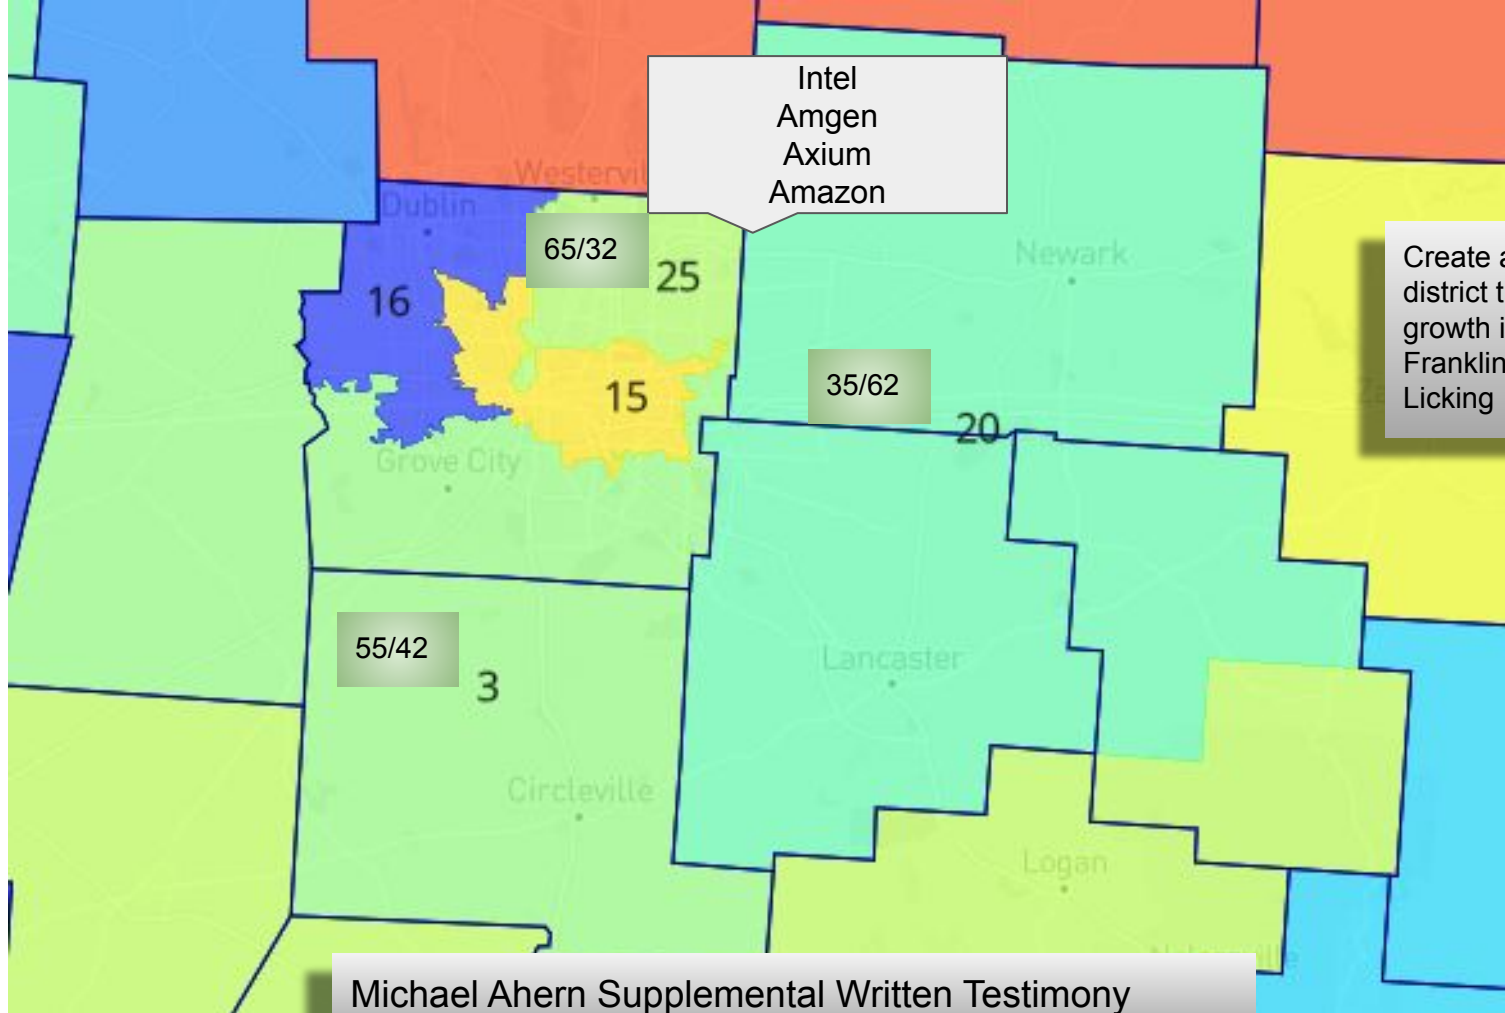 Intel
Amgen
Axium
Amazon
Dublin
65/32
25
16
Newark
Create
district
growth
Franklin
Licking
35/62
15
20
Grove City
55/42
3
Lancaster
Circleville
Logan
Michael Ahern Supplemental Written Testimony